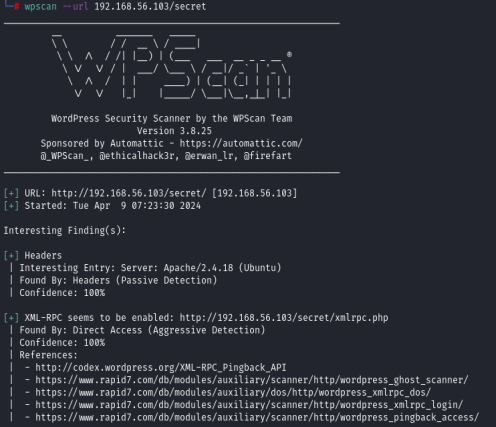 └─# wpscan --url 192.168.56.103/secret
WPScan ®
WordPress Security Scanner by the WPScan Team
Version 3.8.25
Sponsored by Automattic - https://automattic.com/
@_WPScan_, @ethicalhack3r, @erwan_lr, @firefart
[+] URL: http://192.168.56.103/secret/ [192.168.56.103]
[+] Started: Tue Apr  9 07:23:30 2024
Interesting Finding(s):
[+] Headers
| Interesting Entry: Server: Apache/2.4.18 (Ubuntu)
| Found By: Headers (Passive Detection)
| Confidence: 100%
[+] XML-RPC seems to be enabled: http://192.168.56.103/secret/xmlrpc.php
| Found By: Direct Access (Aggressive Detection)
| Confidence: 100%
| References:
|  - http://codex.wordpress.org/XML-RPC_Pingback_API
|  - https://www.rapid7.com/db/modules/auxiliary/scanner/http/wordpress_ghost_scanner/
|  - https://www.rapid7.com/db/modules/auxiliary/dos/http/wordpress_xmlrpc_dos/
|  - https://www.rapid7.com/db/modules/auxiliary/scanner/http/wordpress_xmlrpc_login/
|  - https://www.rapid7.com/db/modules/auxiliary/scanner/http/wordpress_pingback_access/